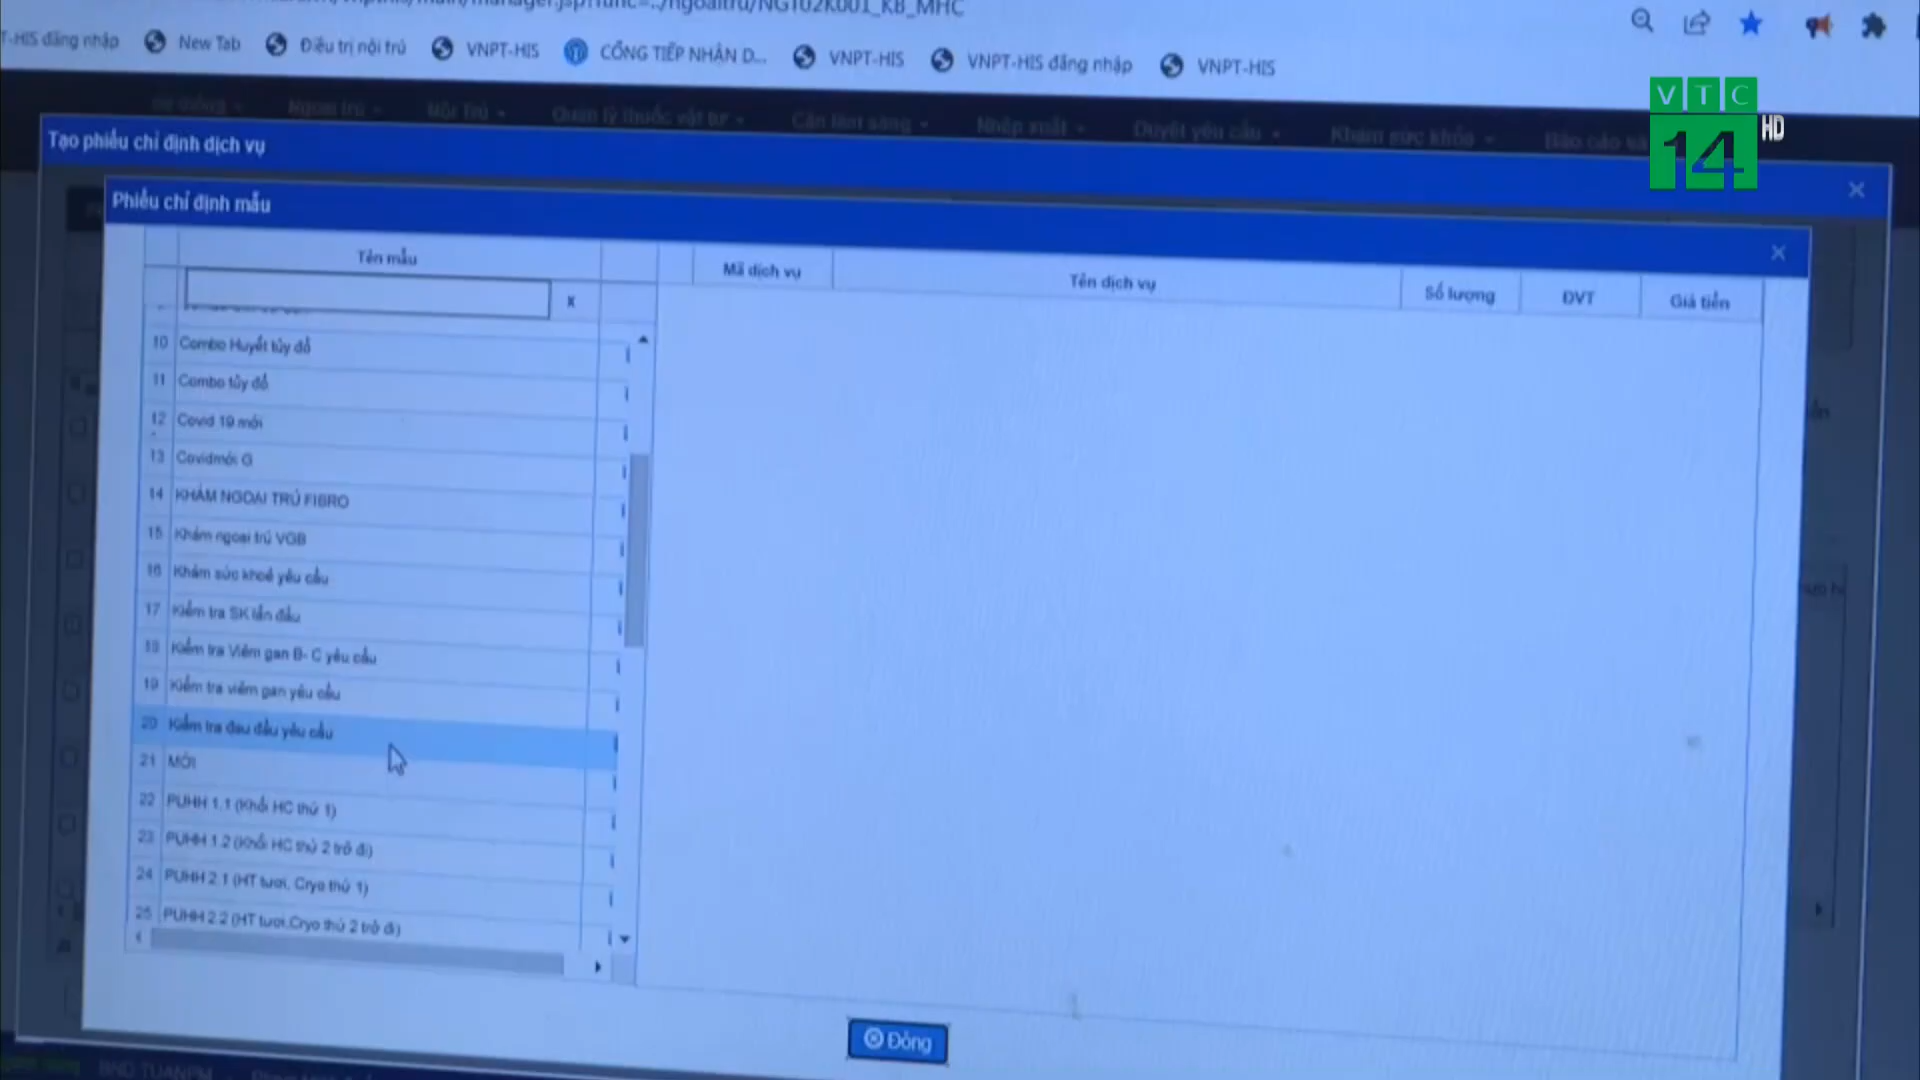 New Tab
Điều trị nội trú
VNPT-HIS
CỔNG TIẾP NHẬN D...
VNPT-HIS
VNPT-HIS đăng nhập
VNPT-HIS
VTC
14
HD
Tạo phiếu chỉ định dịch vụ
Phiếu chỉ định mẫu
Tên mẫu
Mã dịch vụ
Tên dịch vụ
Số lượng
ĐVT
Giá tiền
x
10 Combo Huyết tủy đồ
11 Combo tủy đồ
12 Covid 19 mới
13 Covidmới G
14 KHÁM NGOẠI TRÚ FIBRO
15 Khám ngoại trú VGB
16 Khám sức khoẻ yêu cầu
17 Kiểm tra SK lần đầu
18 Kiểm tra Viêm gan B- C yêu cầu
19 Kiểm tra viêm gan yêu cầu
20 Kiểm tra đau đầu yêu cầu
21 MỚI
22 PUHH 1.1 (Khối HC thứ 1)
23 PUHH 1.2 (Khối HC thứ 2 trở đi)
24 PUHH 2.1 (HT tươi, Cryo thứ 1)
25 PUHH 2.2 (HT tươi,Cryo thứ 2 trở đi)
Đóng